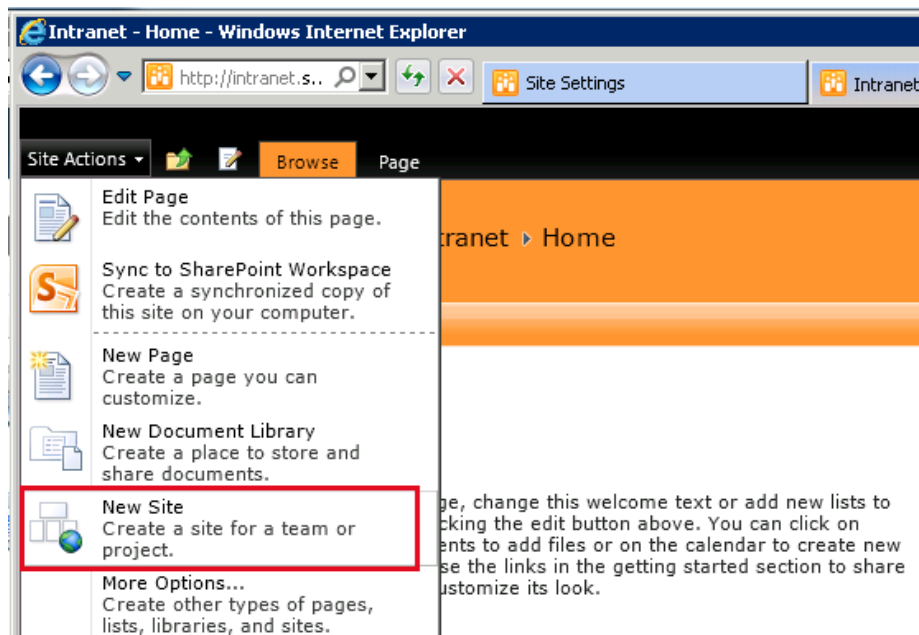 Intranet - Home - Windows Internet Explorer
http://intranet.s..
Site Settings
Intranet
Site Actions
Browse
Page
Edit Page
Edit the contents of this page.
Sync to SharePoint Workspace
Create a synchronized copy of
this site on your computer.
New Page
Create a page you can
customize.
New Document Library
Create a place to store and
share documents.
New Site
Create a site for a team or
project.
More Options...
Create other types of pages,
lists, libraries, and sites.
tranet Home
ge, change this welcome text or add new lists to
cking the edit button above. You can click on
ents to add files or on the calendar to create new
se the links in the getting started section to share
ustomize its look.